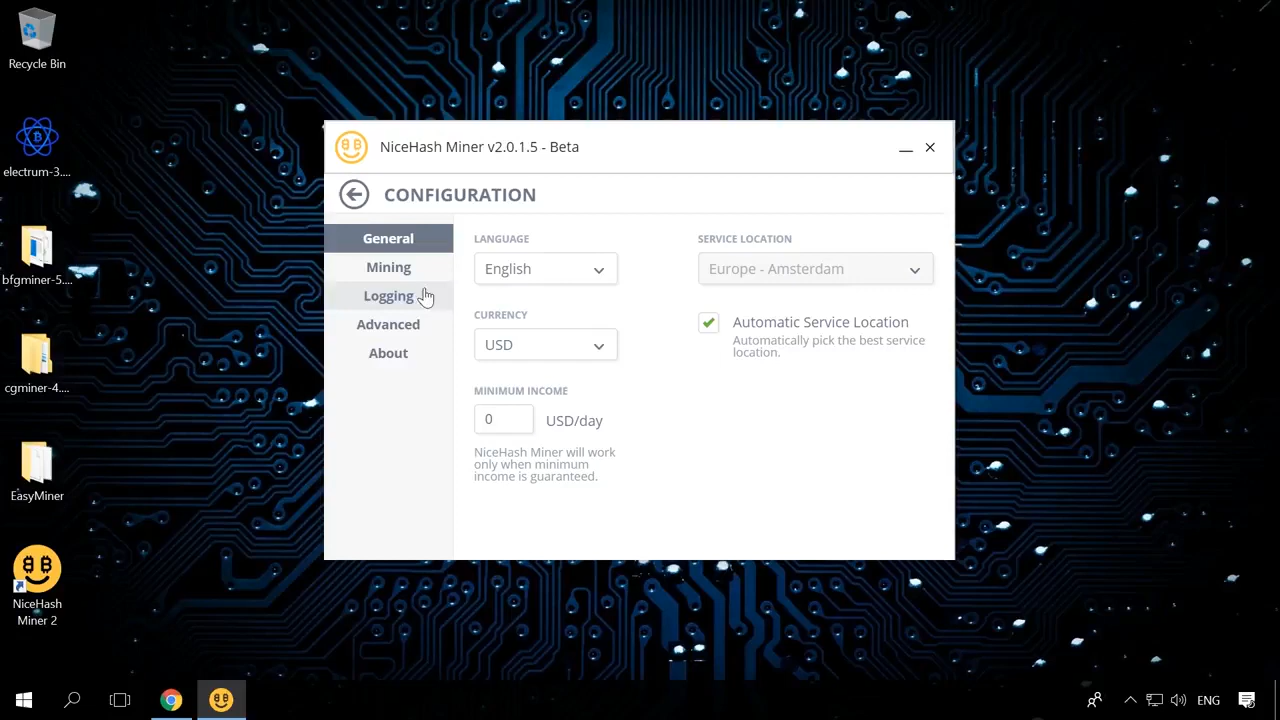 Recycle Bin
electrum-3....
bfgminer-5....
cgminer-4....
EasyMiner
NiceHash
Miner 2
NiceHash Miner v2.0.1.5 - Beta
CONFIGURATION
General
Mining
Logging
Advanced
About
LANGUAGE
English
CURRENCY
USD
MINIMUM INCOME
0 USD/day
NiceHash Miner will work
only when minimum
income is guaranteed.
SERVICE LOCATION
Europe - Amsterdam
Automatic Service Location
Automatically pick the best service
location.
ENG